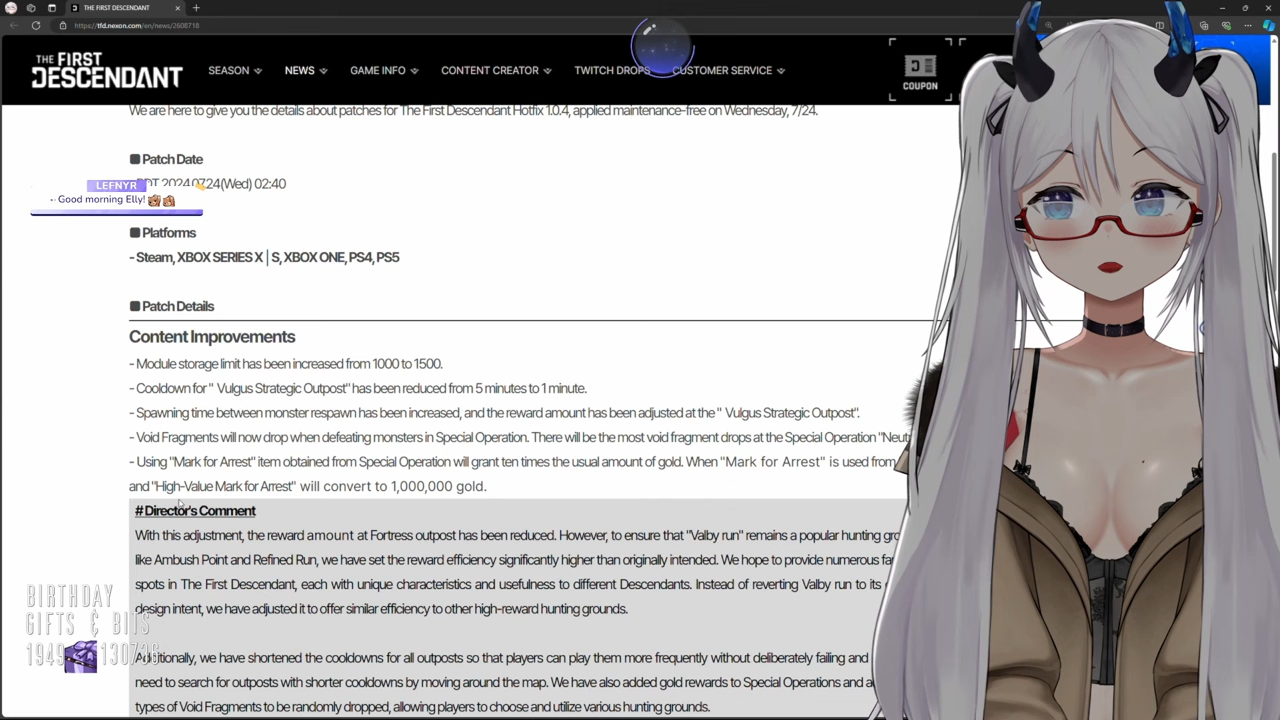 THE FIRST DESCENDANT
https://tfd.nexon.com/en/news/2908718
THE FIRST
DESCENDANT
SEASON
NEWS
GAME INFO
CONTENT CREATOR
TWITCH DROPS
CUSTOMER SERVICE
COUPON
We are here to give you the details about patches for The First Descendant Hotfix 1.0.4, applied maintenance-free on Wednesday, 7/24.
Patch Date
PDT 2024.07.24(Wed) 02:40
LEFNYR
Good morning Elly!
Platforms
- Steam, XBOX SERIES X | S, XBOX ONE, PS4, PS5
Patch Details
Content Improvements
- Module storage limit has been increased from 1000 to 1500.
- Cooldown for " Vulgus Strategic Outpost" has been reduced from 5 minutes to 1 minute.
- Spawning time between monster respawn has been increased, and the reward amount has been adjusted at the " Vulgus Strategic Outpost".
- Void Fragments will now drop when defeating monsters in Special Operation. There will be the most void fragment drops at the Special Operation "Neut
- Using "Mark for Arrest" item obtained from Special Operation will grant ten times the usual amount of gold. When "Mark for Arrest" is used from
and "High-Value Mark for Arrest" will convert to 1,000,000 gold.
# Director's Comment
With this adjustment, the reward amount at Fortress outpost has been reduced. However, to ensure that "Valby run" remains a popular hunting gro
like Ambush Point and Refined Run, we have set the reward efficiency significantly higher than originally intended. We hope to provide numerous fa
spots in The First Descendant, each with unique characteristics and usefulness to different Descendants. Instead of reverting Valby run to its
design intent, we have adjusted it to offer similar efficiency to other high-reward hunting grounds.
BIRTHDAY
GIFTS & BITS
1949
Additionally, we have shortened the cooldowns for all outposts so that players can play them more frequently without deliberately failing and
need to search for outposts with shorter cooldowns by moving around the map. We have also added gold rewards to Special Operations and a
types of Void Fragments to be randomly dropped, allowing players to choose and utilize various hunting grounds.